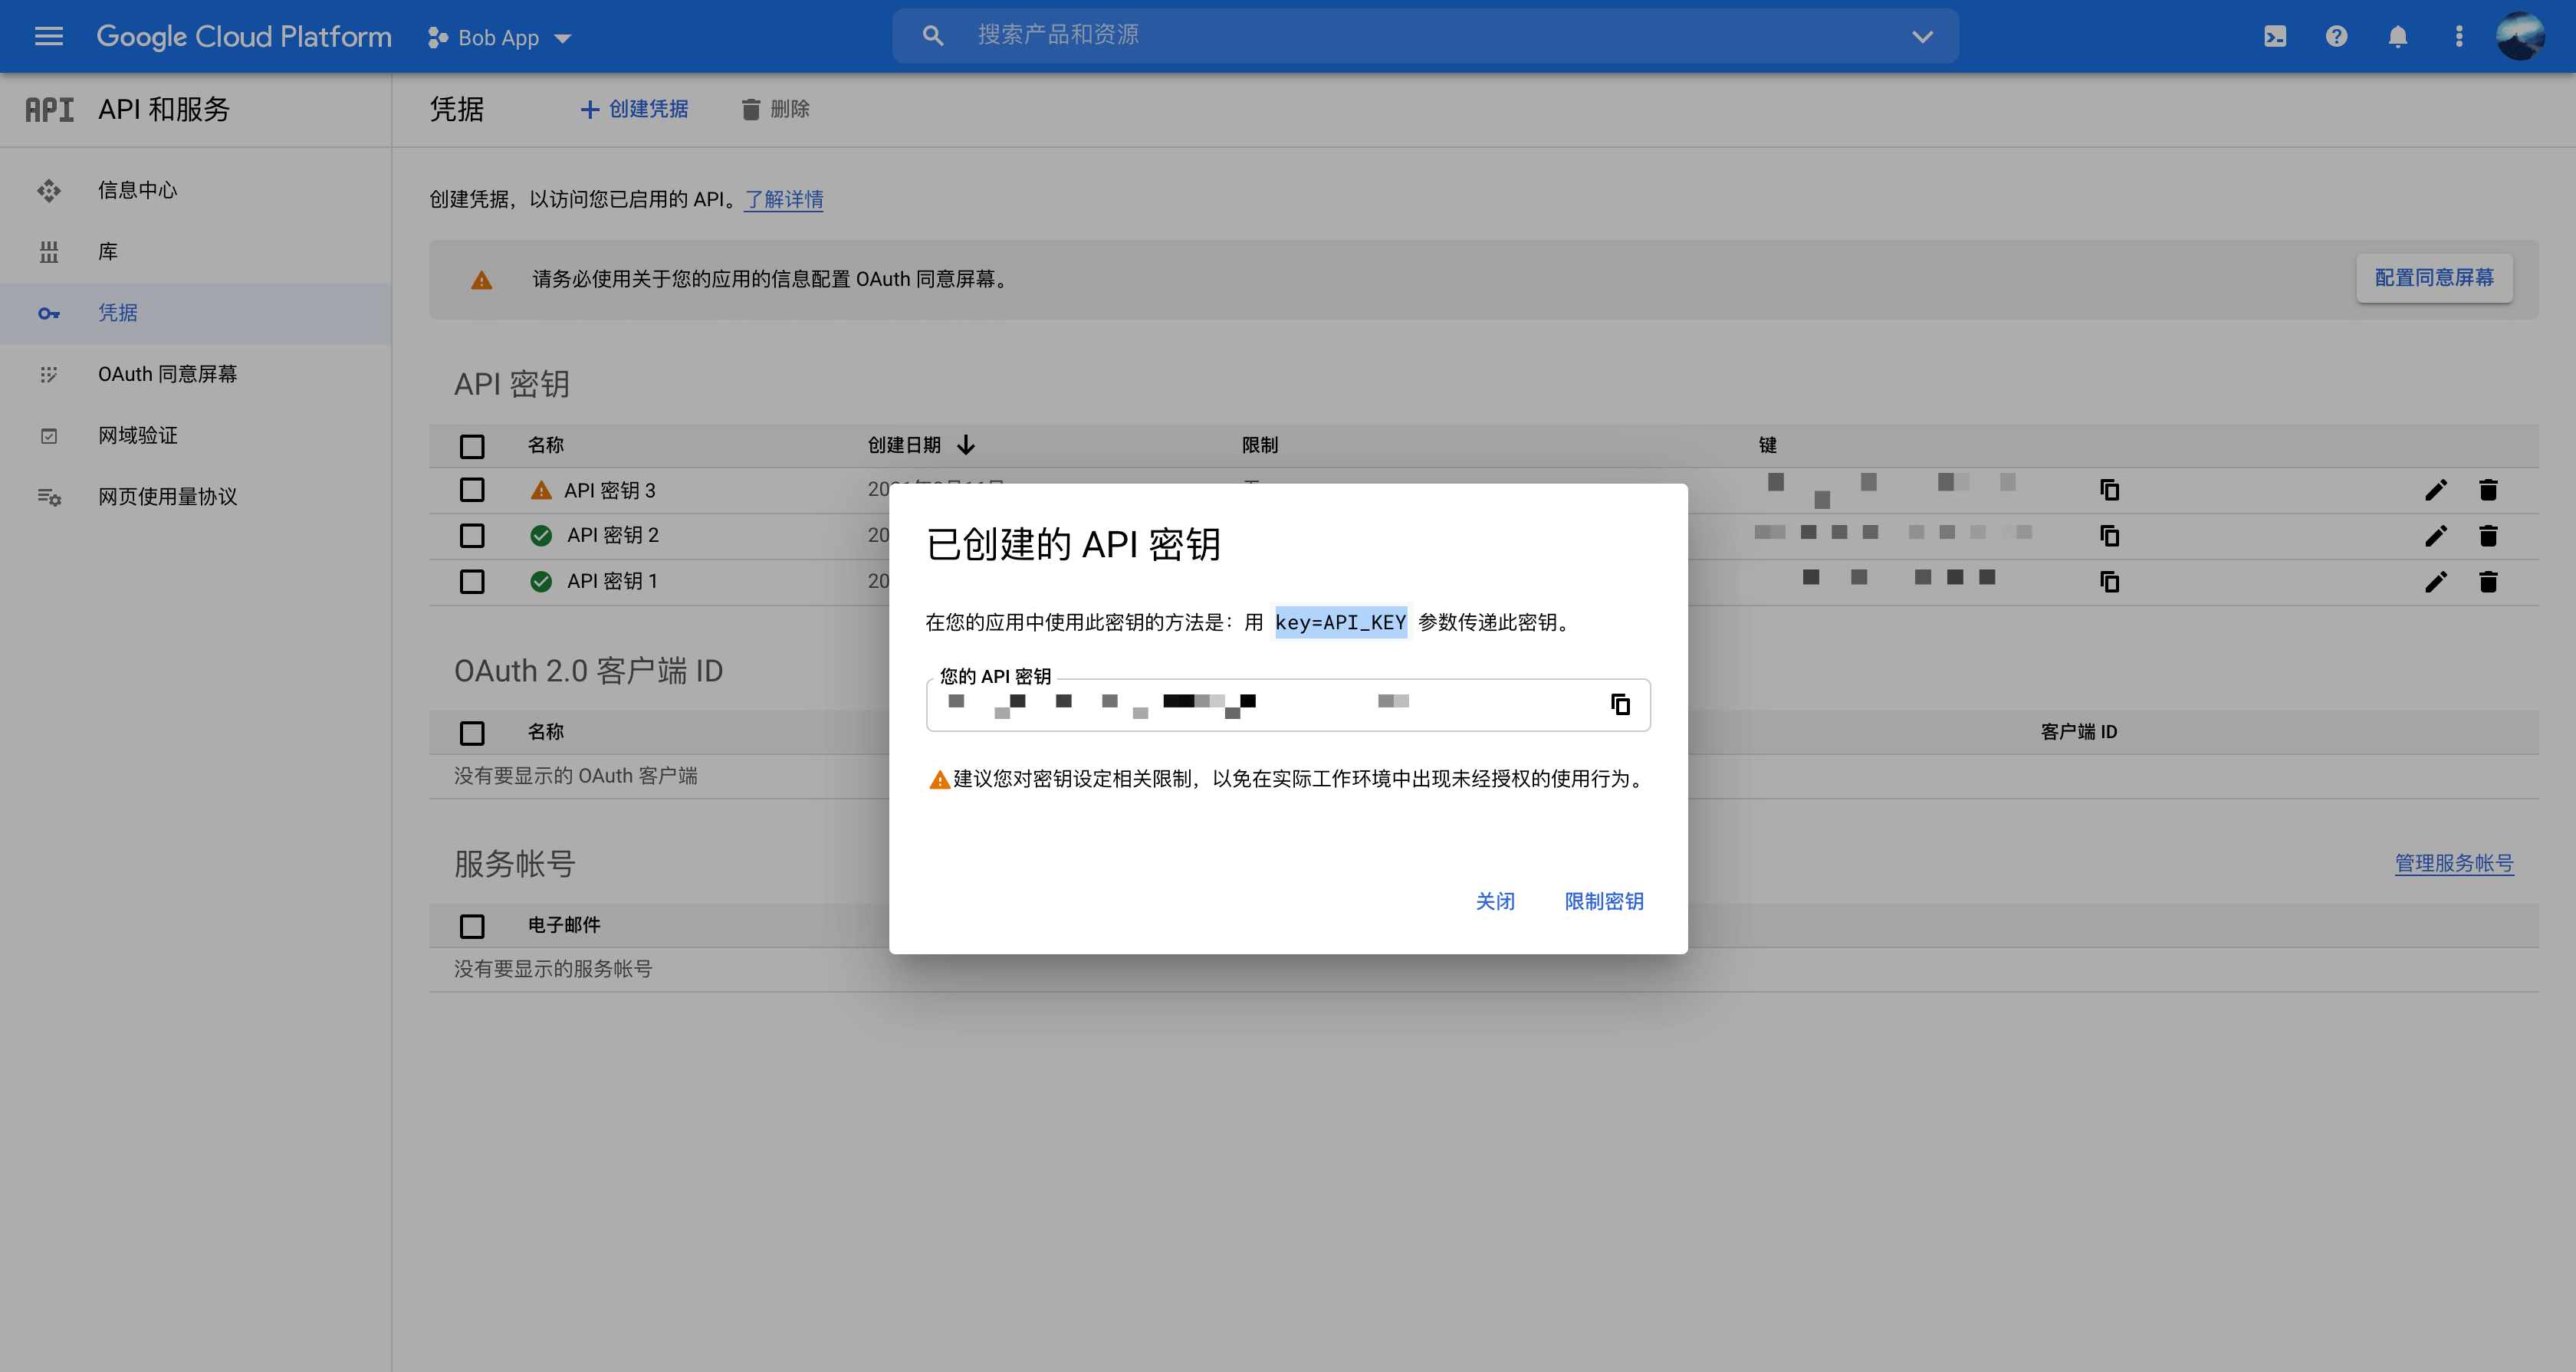 Google Cloud Platform
Bob App
搜索产品和资源
API
API 和服务
凭据
创建凭据
删除
信息中心
库
凭据
OAuth 同意屏幕
网域验证
网页使用量协议
创建凭据，以访问您已启用的 API。了解详情
请务必使用关于您的应用的信息配置 OAuth 同意屏幕。
配置同意屏幕
API 密钥
名称 创建日期 限制 键
API 密钥 3
API 密钥 2 20
API 密钥 1 20
已创建的 API 密钥
在您的应用中使用此密钥的方法是：用 key=API_KEY 参数传递此密钥。
您的 API 密钥
建议您对密钥设定相关限制，以免在实际工作环境中出现未经授权的使用行为。
关闭
限制密钥
OAuth 2.0 客户端 ID
名称 客户端 ID
没有要显示的 OAuth 客户端
服务帐号
管理服务帐号
电子邮件
没有要显示的服务帐号